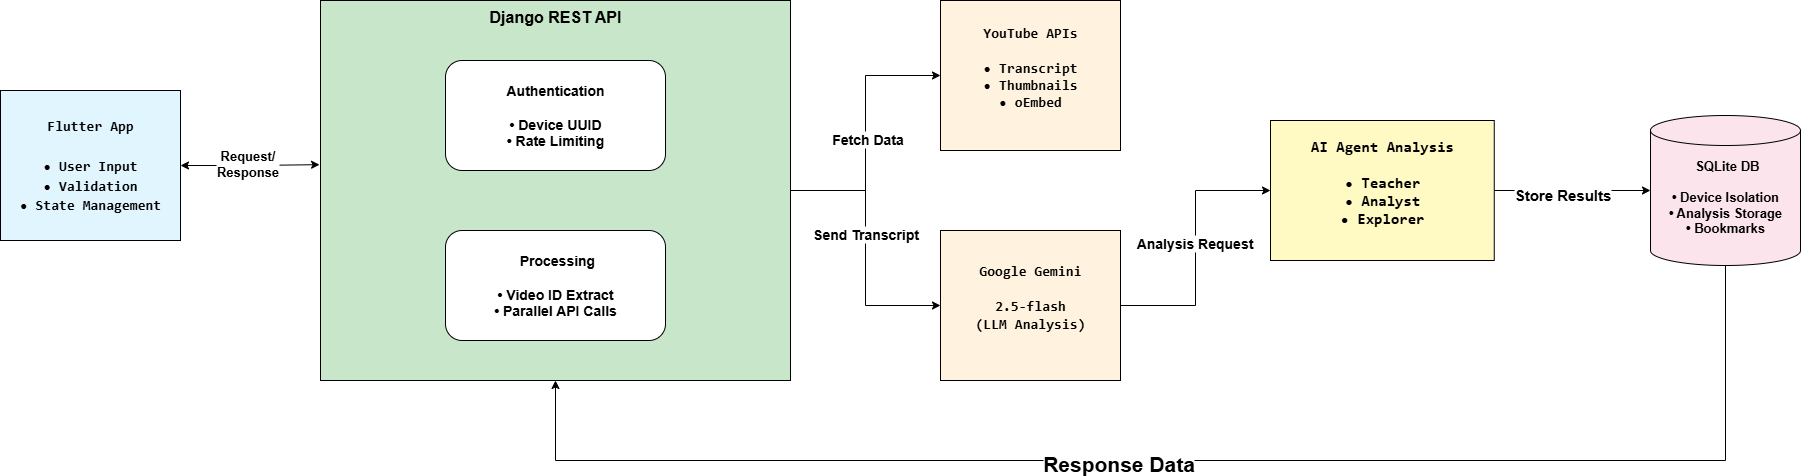 Flutter App
• User Input
• Validation
• State Management
Request/
Response
Django REST API
Authentication
• Device UUID
• Rate Limiting
Processing
• Video ID Extract
• Parallel API Calls
Fetch Data
Send Transcript
YouTube APIs
• Transcript
• Thumbnails
• oEmbed
Google Gemini
2.5-flash
(LLM Analysis)
Analysis Request
AI Agent Analysis
• Teacher
• Analyst
• Explorer
Store Results
SQLite DB
• Device Isolation
• Analysis Storage
• Bookmarks
Response Data